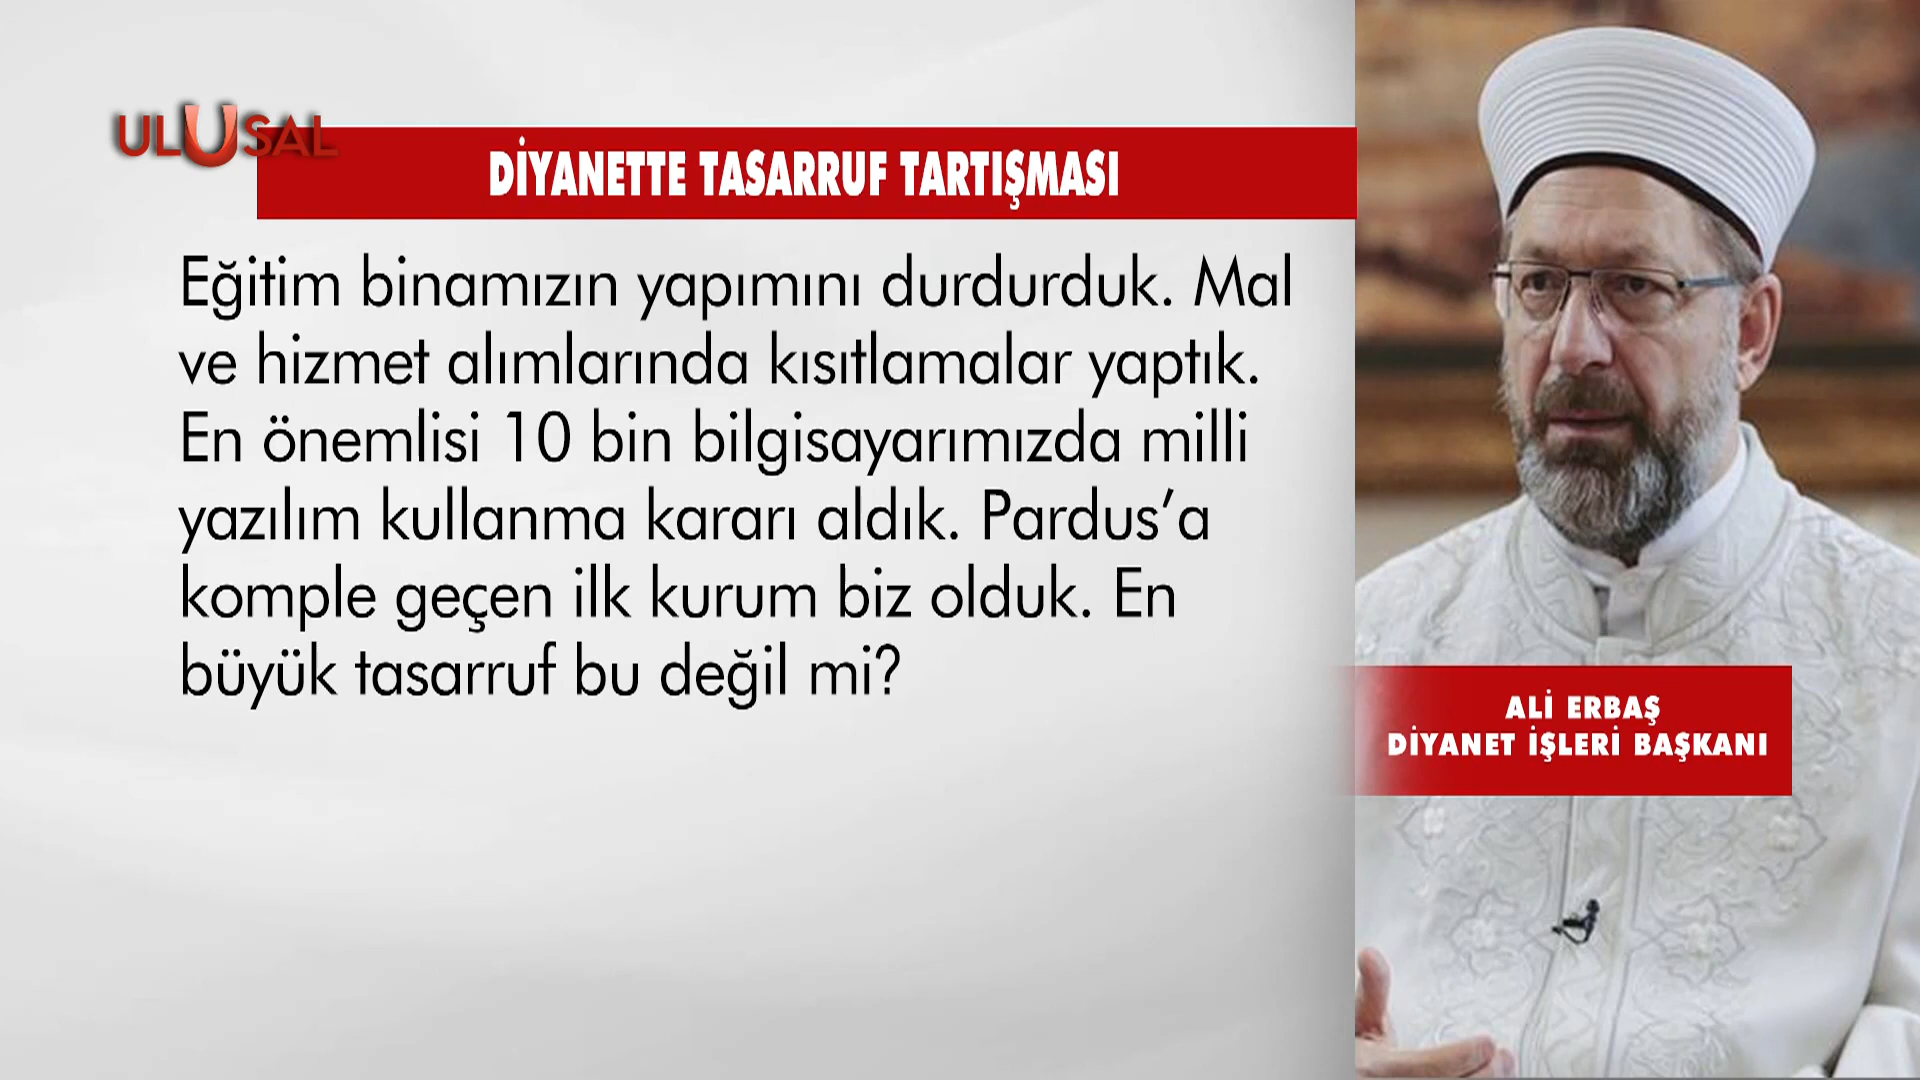 ULUSAL
DİYANETTE TASARRUF TARTIŞMASI
Eğitim binamızın yapımını durdurduk. Mal
ve hizmet alımlarında kısıtlamalar yaptık.
En önemlisi 10 bin bilgisayarımızda milli
yazılım kullanma kararı aldık. Pardus’a
komple geçen ilk kurum biz olduk. En
büyük tasarruf bu değil mi?
ALİ ERBAŞ
DİYANET İŞLERİ BAŞKANI